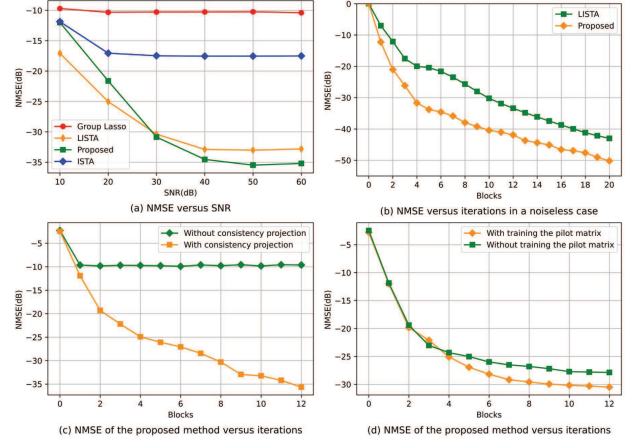 −10
−15
−20
−25
−30
−35
NMSE(dB)
Group Lasso
LISTA
Proposed
ISTA
10 20 30 40 50 60
SNR(dB)
(a) NMSE versus SNR
0
−10
−20
−30
−40
−50
NMSE(dB)
LISTA
Proposed
0 2 4 6 8 10 12 14 16 18 20
Blocks
(b) NMSE versus iterations in a noiseless case
−5
−10
−15
−20
−25
−30
−35
NMSE(dB)
Without consistency projection
With consistency projection
0 2 4 6 8 10 12
Blocks
(c) NMSE of the proposed method versus iterations
−5
−10
−15
−20
−25
−30
NMSE(dB)
With training the pilot matrix
Without training the pilot matrix
0 2 4 6 8 10 12
Blocks
(d) NMSE of the proposed method versus iterations